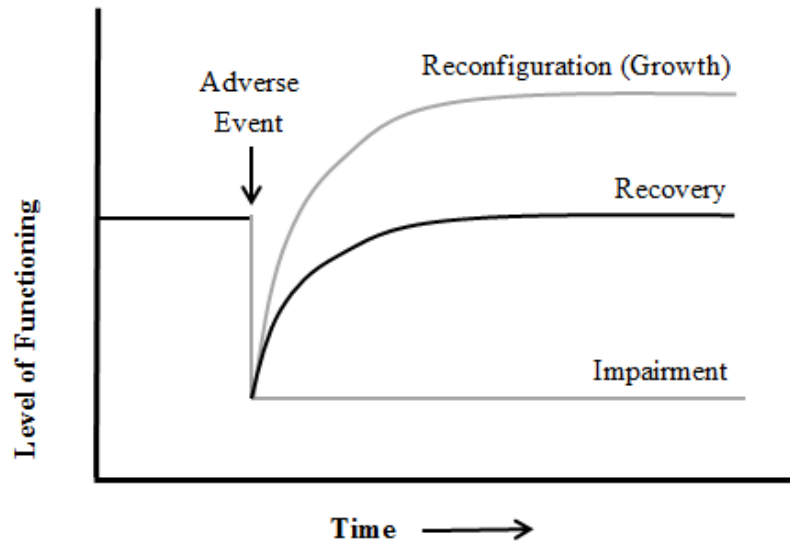 Reconfiguration (Growth)
Adverse
Event
Recovery
Level of Functioning
Impairment
Time